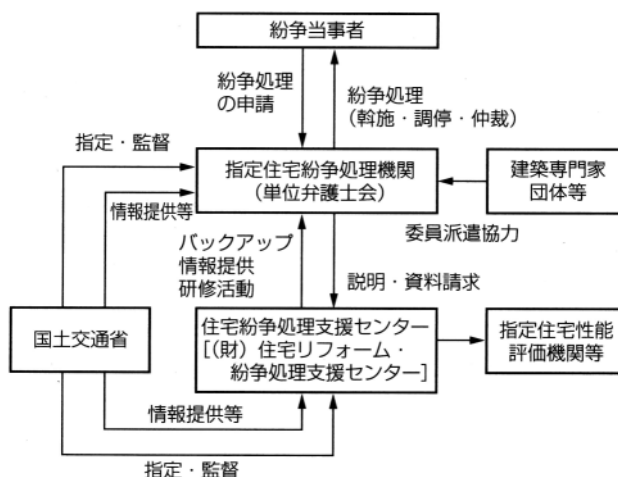 紛争当事者
紛争処理
の申請
紛争処理
(斡施・調停・仲裁)
指定・監督
指定住宅紛争処理機関
(単位弁護士会)
建築専門家
団体等
情報提供等
委員派遣協力
バックアップ
情報提供
研修活動
説明・資料請求
国土交通省
住宅紛争処理支援センター
[(財)住宅リフォーム・
紛争処理支援センター]
指定住宅性能
評価機関等
情報提供等
指定・監督